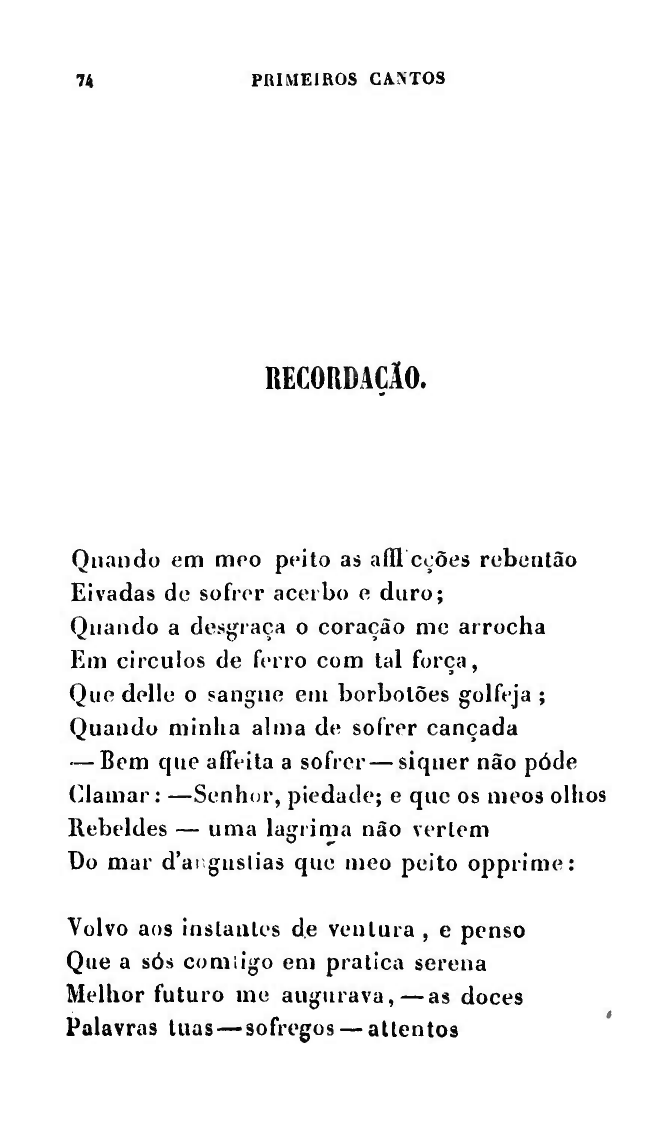 74 PRIMEIROS CANTOS
RECORDAÇÃO.
Quando em meo peito as afflicções rebentão
Eivadas de sofrer acerbo e duro;
Quando a desgraça o coração me arrocha
Em circulos de ferro com tal força,
Que delle o sangue em borbotões golfeja;
Quando minha alma de sofrer cançada
— Bem que affeita a sofrer — siquer não póde
Clamar: —Senhor, piedade; e que os meos olhos
Rebeldes — uma lagrima não vertem
Do mar d'angustias que meo peito opprime:
Volvo aos instantes de ventura, e penso
Que a sós comtigo em pratica serena
Melhor futuro me augurava, — as doces
Palavras tuas — sofregos — attentos